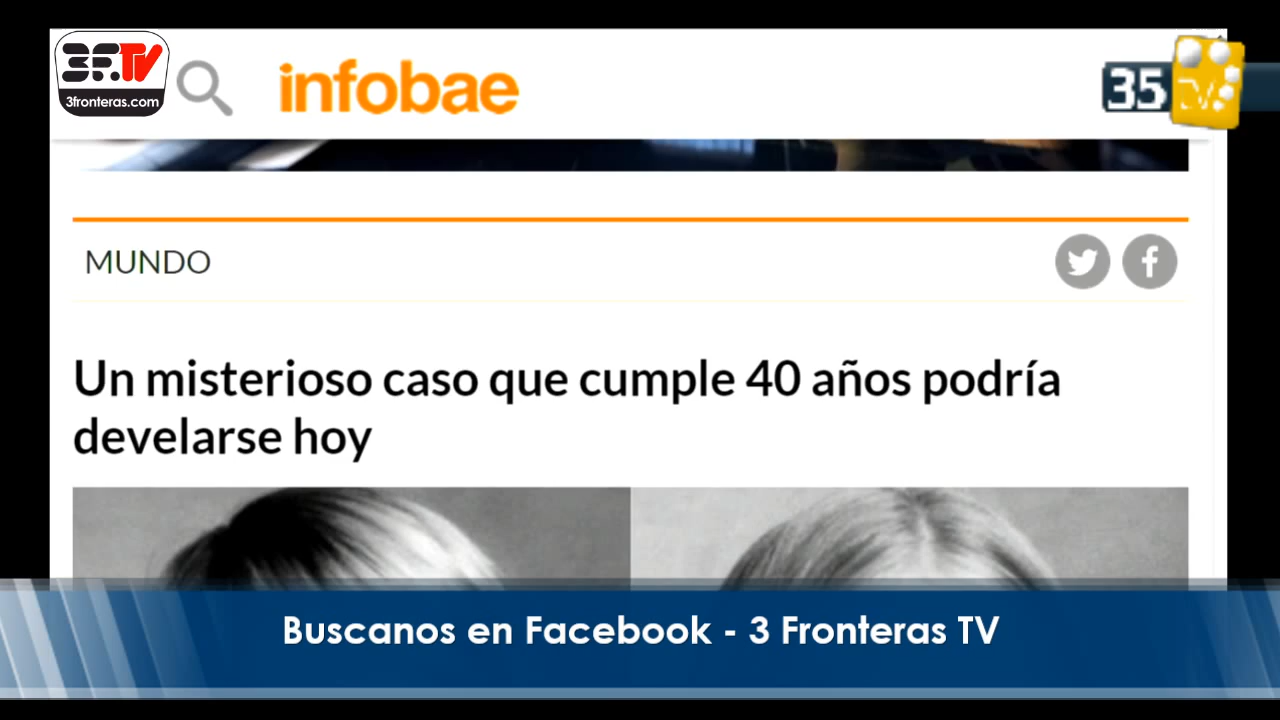 3F.TV
3fronteras.com
infobae
35
TV
MUNDO
Un misterioso caso que cumple 40 años podría
develarse hoy
Buscanos en Facebook - 3 Fronteras TV